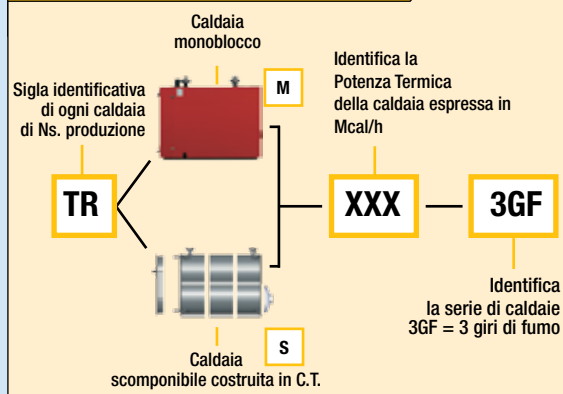 Caldaia
monoblocco
M
Identifica la
Potenza Termica
della caldaia espressa in
Mcal/h
Sigla identificativa
di ogni caldaia
di Ns. produzione
TR
XXX
3GF
Identifica
la serie di caldaie
3GF = 3 giri di fumo
S
Caldaia
scomponibile costruita in C.T.